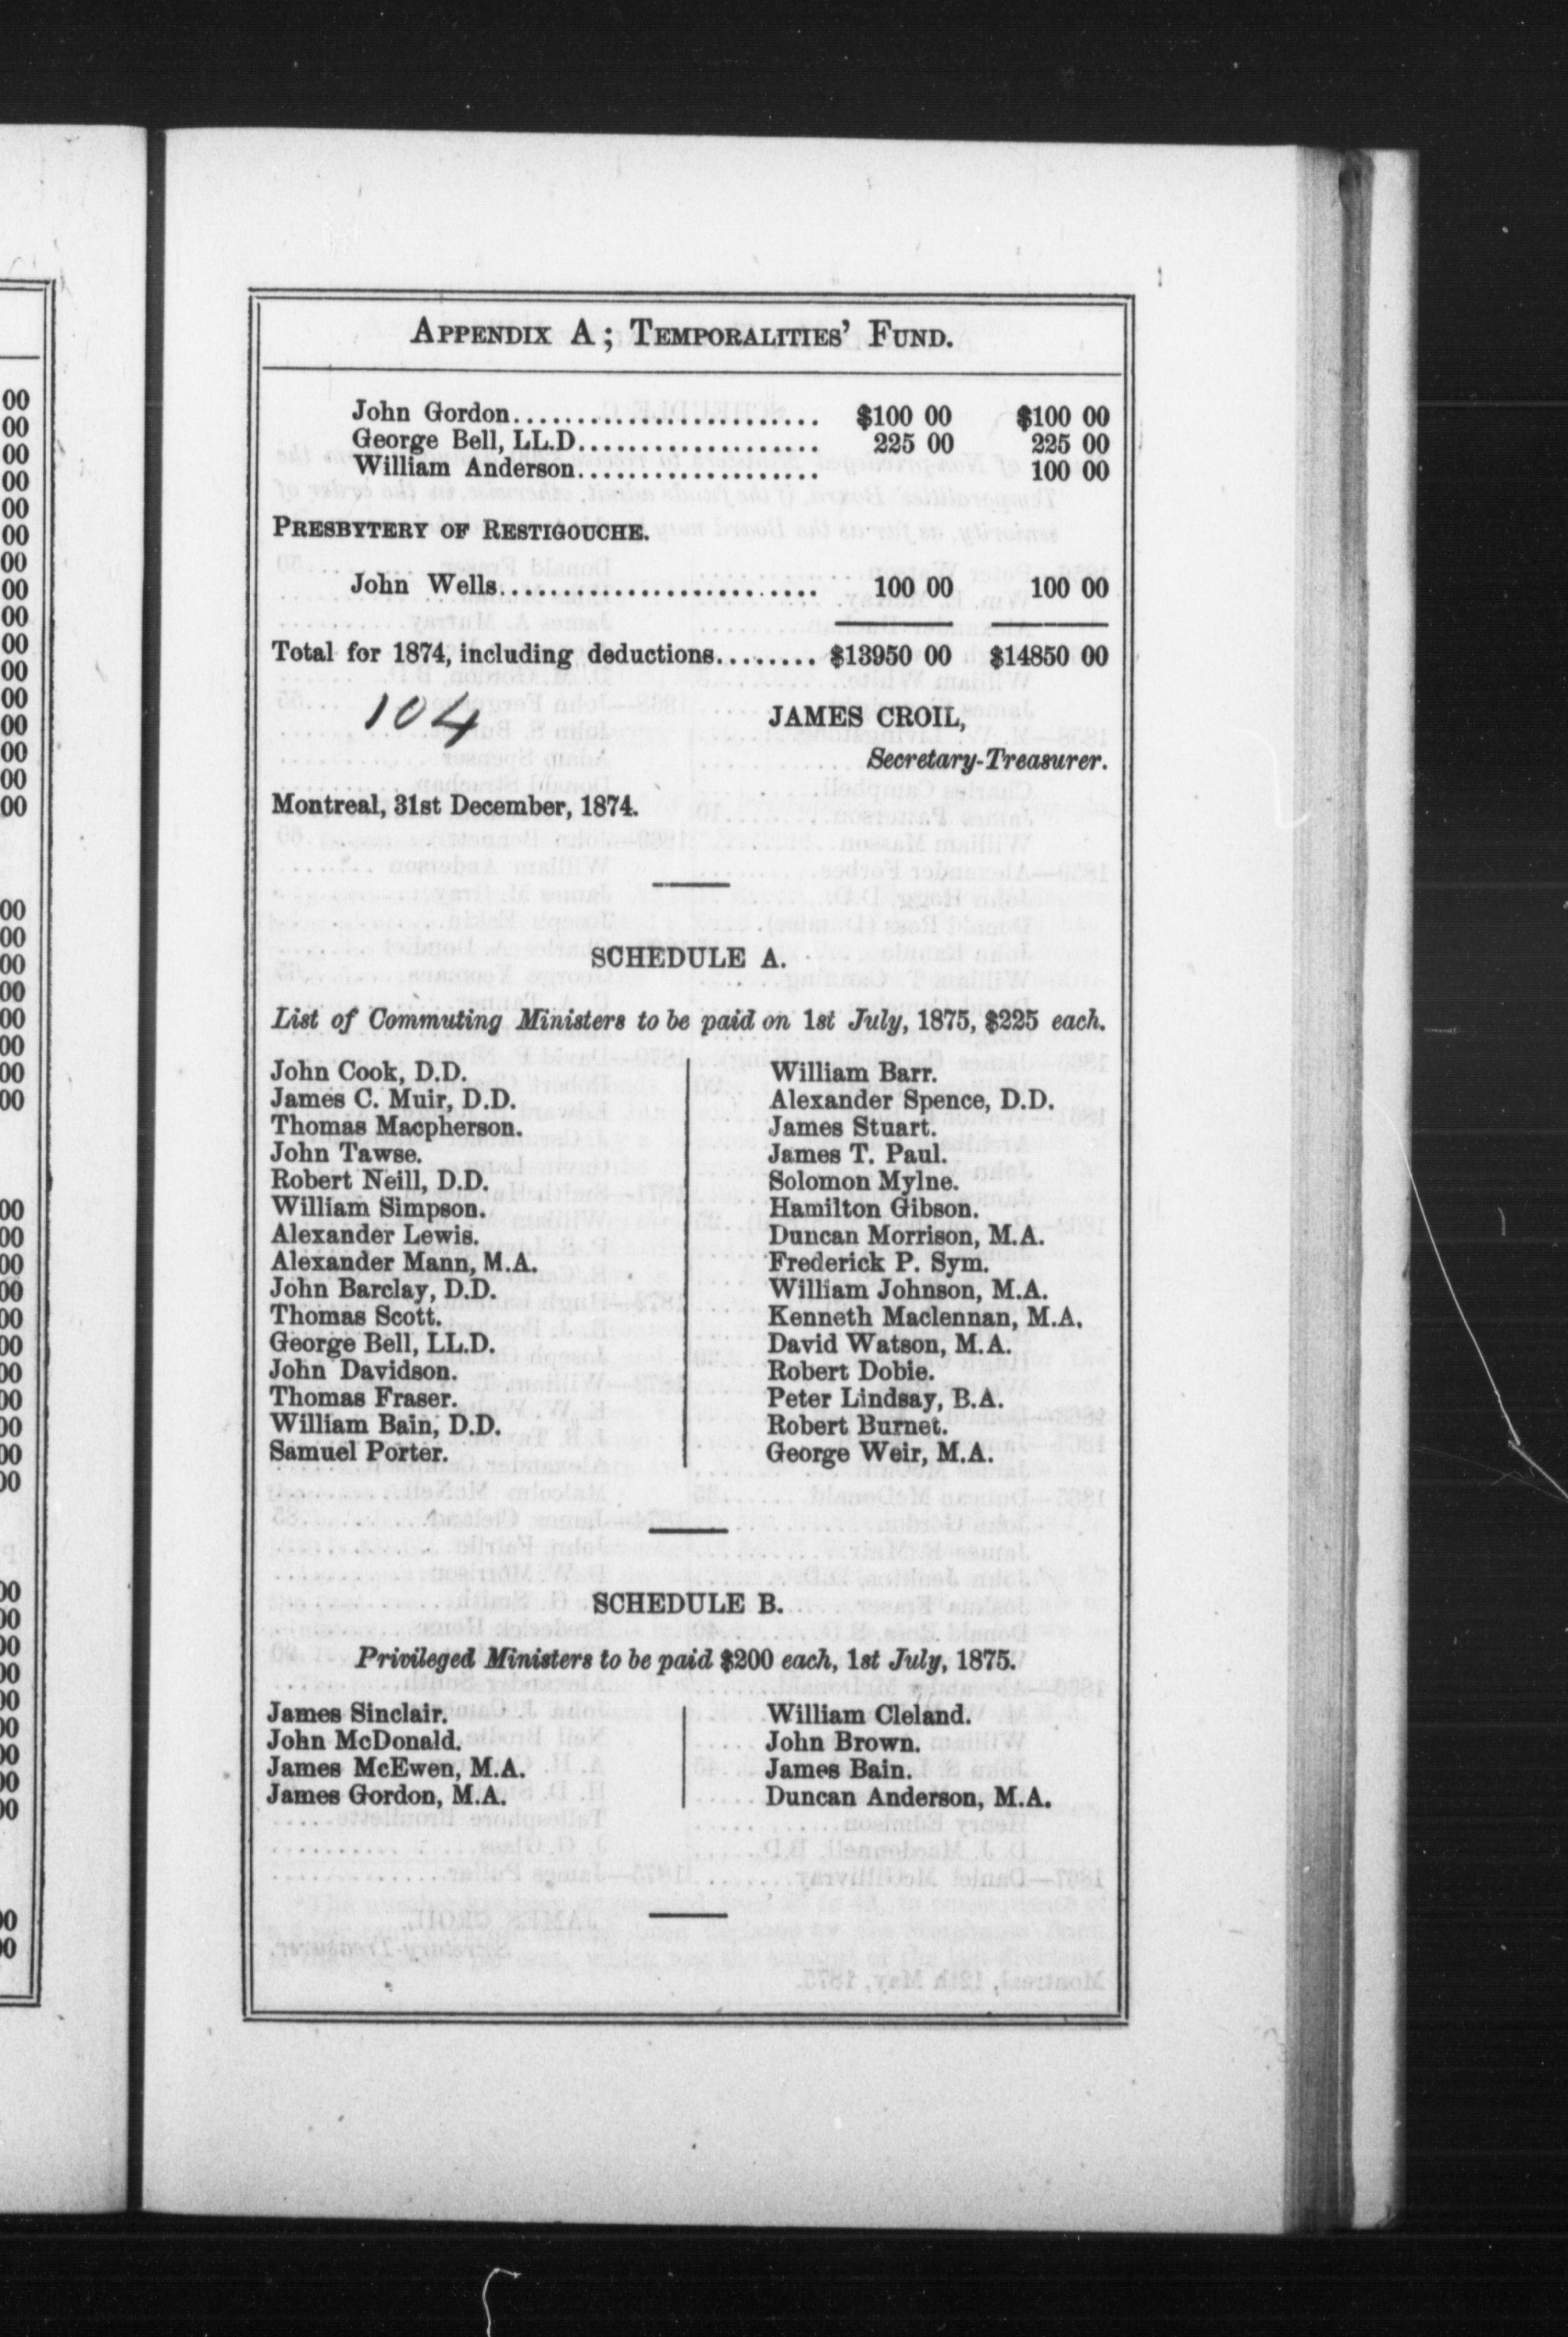 APPENDIX A; TEMPORALITIES' FUND.
John Gordon......................... $100 00 $100 00
George Bell, LL.D................... 225 00 225 00
William Anderson................... 100 00
PRESBYTERY OF RESTIGOUCHE.
John Wells......................... 100 00 100 00
Total for 1874, including deductions........ $13950 00 $14850 00
104
JAMES CROIL,
Secretary-Treasurer.
Montreal, 31st December, 1874.
SCHEDULE A.
List of Commuting Ministers to be paid on 1st July, 1875, $225 each.
John Cook, D.D.
James C. Muir, D.D.
Thomas Macpherson.
John Tawse.
Robert Neill, D.D.
William Simpson.
Alexander Lewis.
Alexander Mann, M.A.
John Barclay, D.D.
Thomas Scott.
George Bell, LL.D.
John Davidson.
Thomas Fraser.
William Bain, D.D.
Samuel Porter.
William Barr.
Alexander Spence, D.D.
James Stuart.
James T. Paul.
Solomon Mylne.
Hamilton Gibson.
Duncan Morrison, M.A.
Frederick P. Sym.
William Johnson, M.A.
Kenneth Maclennan, M.A.
David Watson, M.A.
Robert Dobie.
Peter Lindsay, B.A.
Robert Burnet.
George Weir, M.A.
SCHEDULE B.
Privileged Ministers to be paid $200 each, 1st July, 1875.
James Sinclair.
John McDonald.
James McEwen, M.A.
James Gordon, M.A.
William Cleland.
John Brown.
James Bain.
Duncan Anderson, M.A.